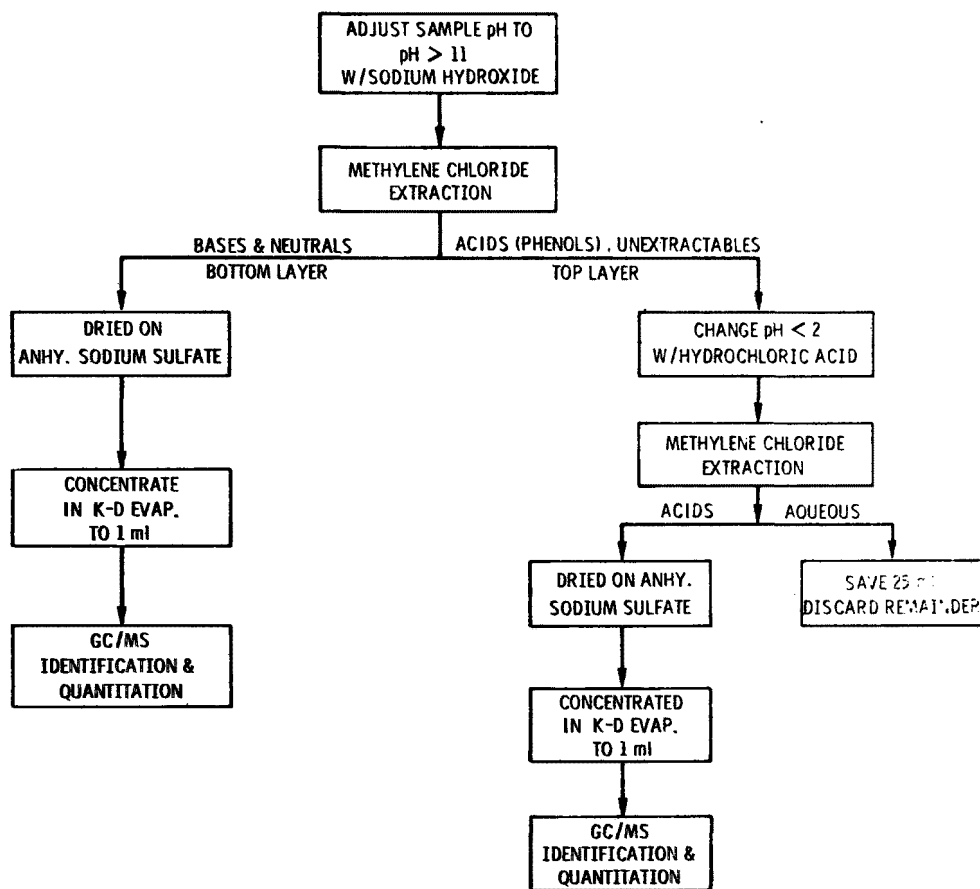 ADJUST SAMPLE pH TO
pH > 11
W/SODIUM HYDROXIDE
METHYLENE CHLORIDE
EXTRACTION
BASES & NEUTRALS
BOTTOM LAYER
ACIDS (PHENOLS), UNEXTRACTABLES
TOP LAYER
DRIED ON
ANHY. SODIUM SULFATE
CONCENTRATE
IN K-D EVAP.
TO 1 ml
GC/MS
IDENTIFICATION &
QUANTITATION
CHANGE pH < 2
W/HYDROCHLORIC ACID
METHYLENE CHLORIDE
EXTRACTION
ACIDS
AQUEOUS
DRIED ON ANHY.
SODIUM SULFATE
CONCENTRATED
IN K-D EVAP.
TO 1 ml
GC/MS
IDENTIFICATION &
QUANTITATION
SAVE 25
DISCARD REMAINDER